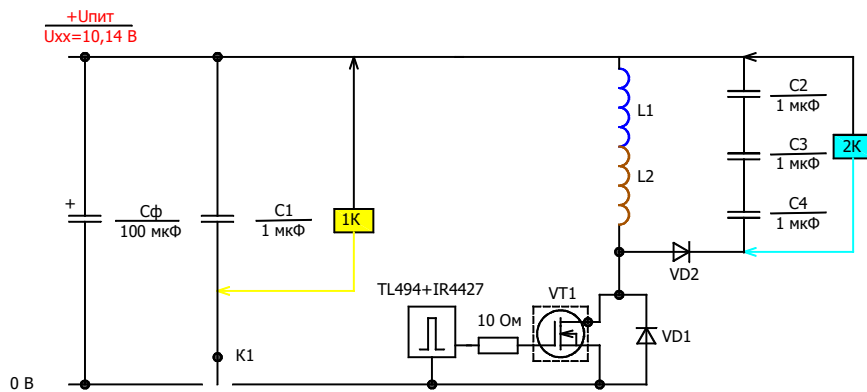 +Uпит
Uхх=10,14 В
C2
1 мкФ
L1
C3
1 мкФ
2К
L2
+
Сф
100 мкФ
C1
1 мкФ
1К
C4
1 мкФ
VD2
TL494+IR4427
VT1
10 Ом
VD1
К1
0 В